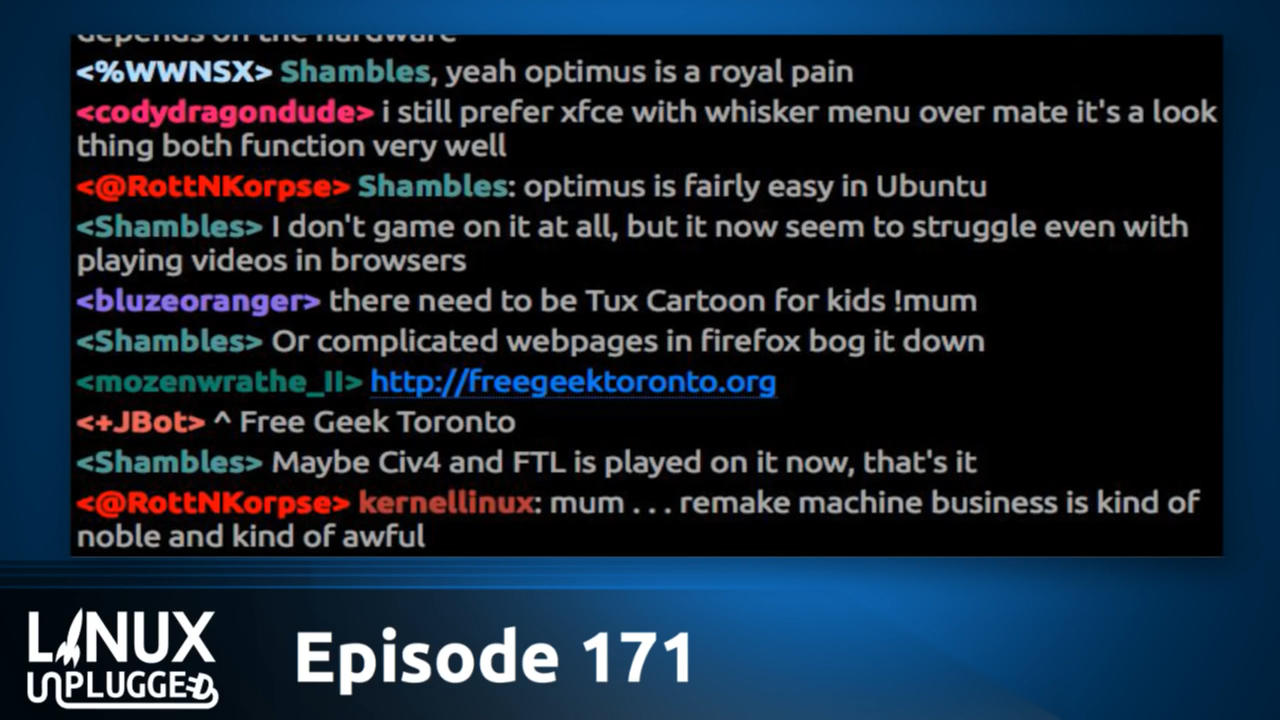 depends on the hardware
<%WWNSX> Shambles, yeah optimus is a royal pain
<codydragondude> i still prefer xfce with whisker menu over mate it's a look
thing both function very well
<@RottNKorpse> Shambles: optimus is fairly easy in Ubuntu
<Shambles> I don't game on it at all, but it now seem to struggle even with
playing videos in browsers
<bluzeoranger> there need to be Tux Cartoon for kids !mum
<Shambles> Or complicated webpages in firefox bog it down
<mozenwrathe_II> http://freegeektoronto.org
<+JBot> ^ Free Geek Toronto
<Shambles> Maybe Civ4 and FTL is played on it now, that's it
<@RottNKorpse> kernellinux: mum . . . remake machine business is kind of
noble and kind of awful
LINUX
UNPLUGGED
Episode 171